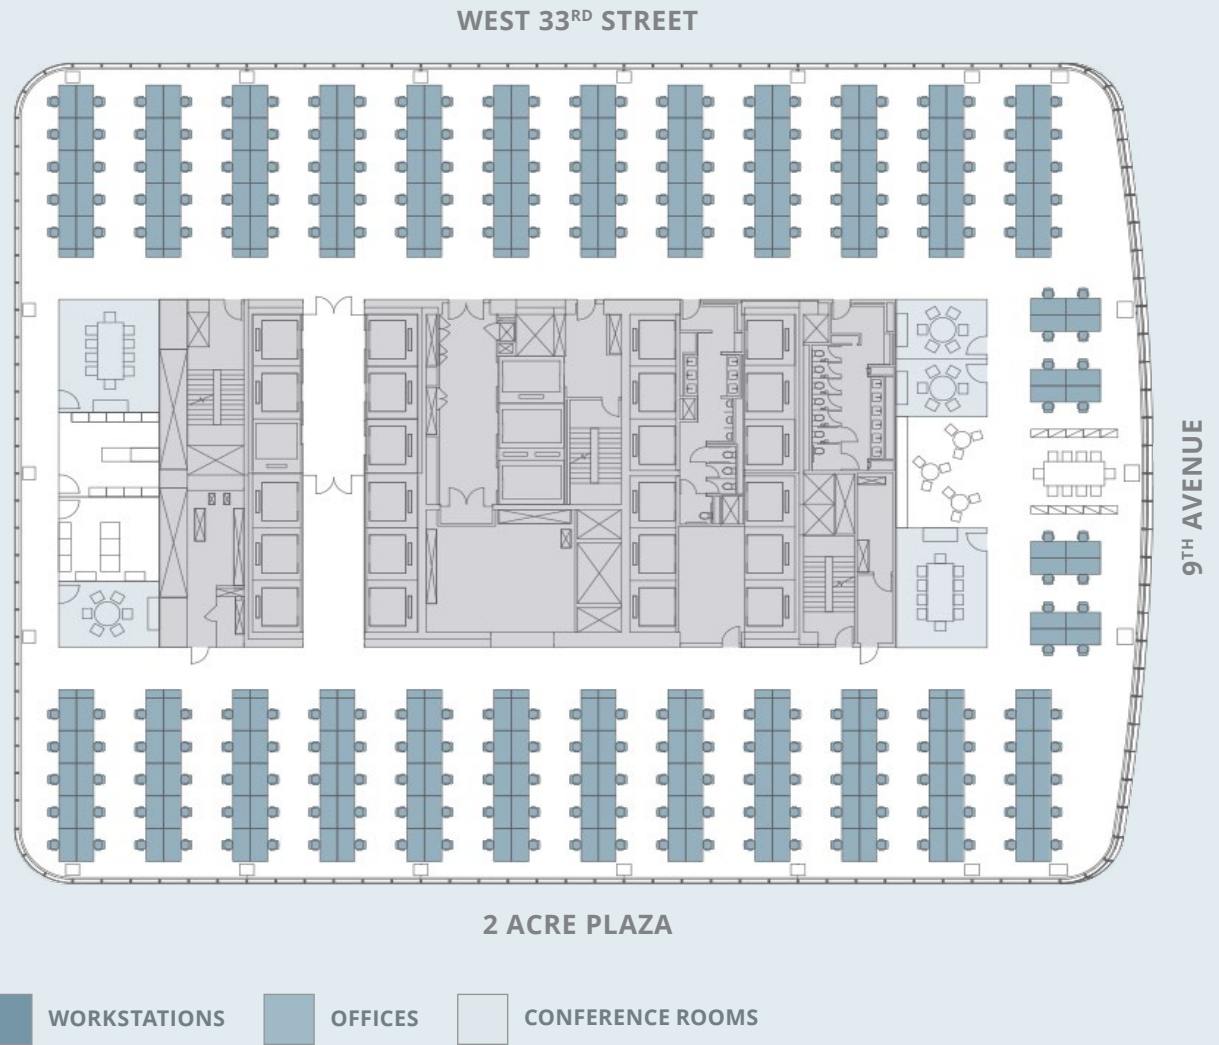 WEST 33RD STREET
9TH AVENUE
2 ACRE PLAZA
WORKSTATIONS
OFFICES
CONFERENCE ROOMS